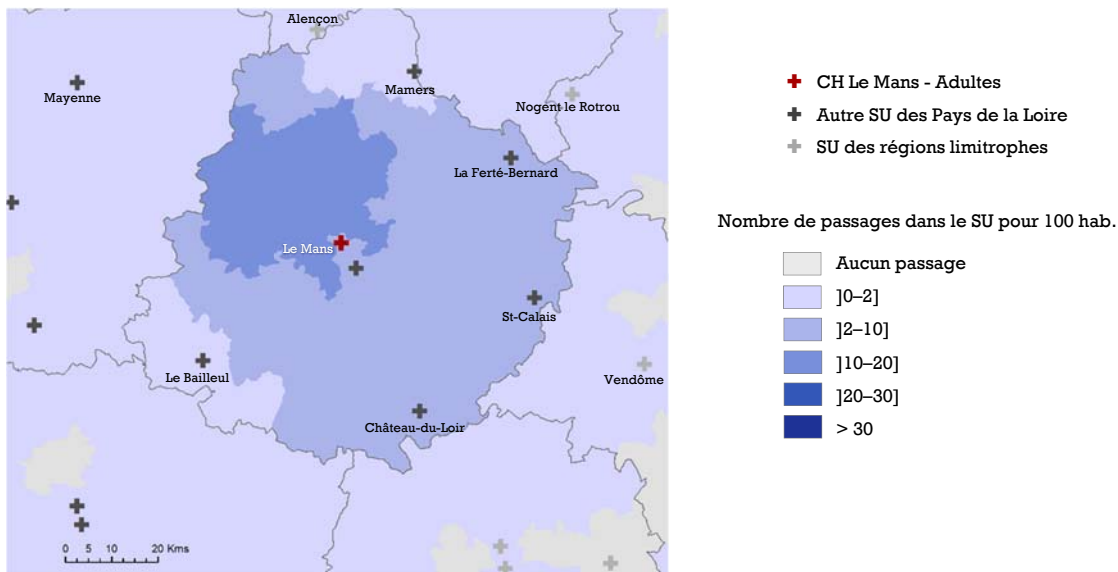 Alençon
Mayenne
Mamers
Nogent le Rotrou
La Ferté-Bernard
Le Mans
St-Calais
Le Bailleul
Vendôme
Château-du-Loir
0 5 10 20 Kms
CH Le Mans - Adultes
Autre SU des Pays de la Loire
SU des régions limitrophes
Nombre de passages dans le SU pour 100 hab.
Aucun passage
]0–2]
]2–10]
]10–20]
]20–30]
> 30